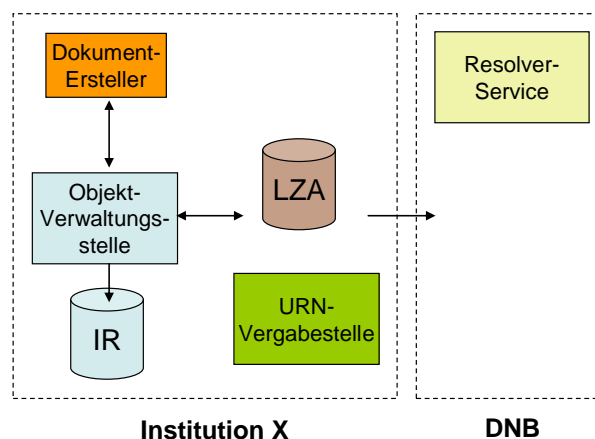 Dokument-
Ersteller
Resolver-
Service
Objekt-
Verwaltungs-
stelle
LZA
IR
URN-
Vergabestelle
Institution X
DNB